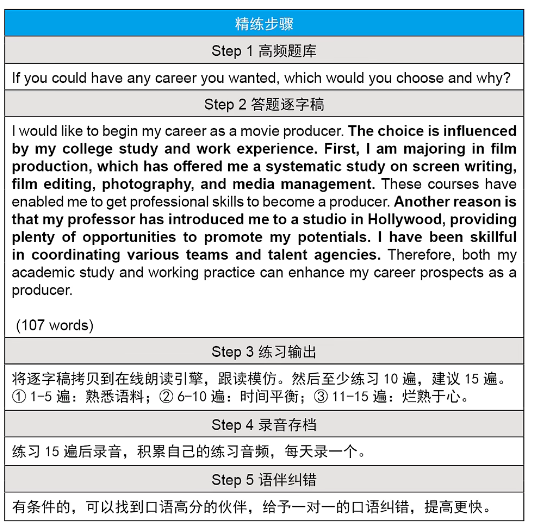 精练步骤
Step 1 高频题库
If you could have any career you wanted, which would you choose and why?
Step 2 答题逐字稿
I would like to begin my career as a movie producer. The choice is influenced
by my college study and work experience. First, I am majoring in film
production, which has offered me a systematic study on screen writing,
film editing, photography, and media management. These courses have
enabled me to get professional skills to become a producer. Another reason is
that my professor has introduced me to a studio in Hollywood, providing
plenty of opportunities to promote my potentials. I have been skillful
in coordinating various teams and talent agencies. Therefore, both my
academic study and working practice can enhance my career prospects as a
producer.
(107 words)
Step 3 练习输出
将逐字稿拷贝到在线朗读引擎，跟读模仿。然后至少练习 10 遍，建议 15 遍。
① 1-5 遍：熟悉语料；② 6-10 遍：时间平衡；③ 11-15 遍：烂熟于心。
Step 4 录音存档
练习 15 遍后录音，积累自己的练习音频，每天录一个。
Step 5 语伴纠错
有条件的，可以找到口语高分的伙伴，给予一对一的口语纠错，提高更快。